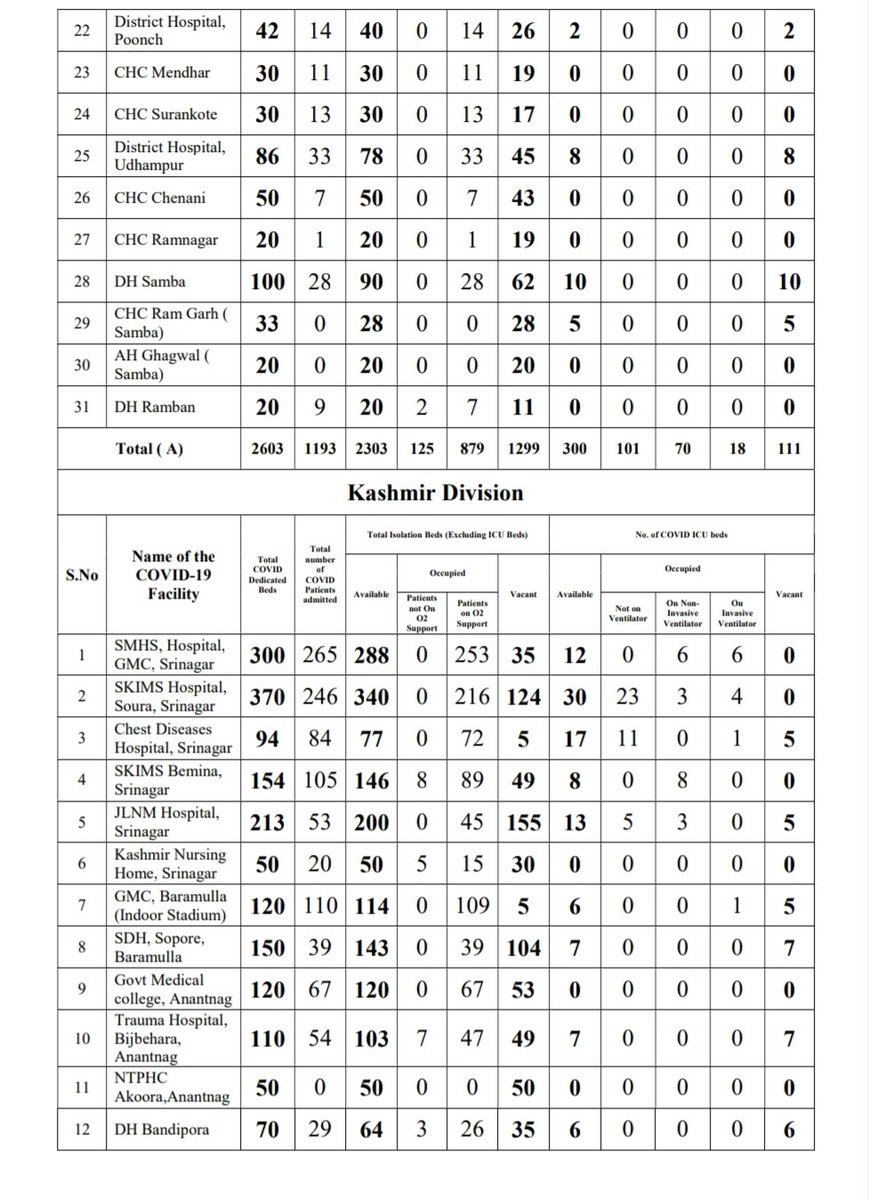 22 District Hospital, Poonch 42 14 40 0 14 26 2 0 0 0 2
23 CHC Mendhar 30 11 30 0 11 19 0 0 0 0 0
24 CHC Surankote 30 13 30 0 13 17 0 0 0 0 0
25 District Hospital, Udhampur 86 33 78 0 33 45 8 0 0 0 8
26 CHC Chenani 50 7 50 0 7 43 0 0 0 0 0
27 CHC Ramnagar 20 1 20 0 1 19 0 0 0 0 0
28 DH Samba 100 28 90 0 28 62 10 0 0 0 10
29 CHC Ram Garh ( Samba) 33 0 28 0 0 28 5 0 0 0 5
30 AH Ghagwal ( Samba) 20 0 20 0 0 20 0 0 0 0 0
31 DH Ramban 20 9 20 2 7 11 0 0 0 0 0
Total ( A) 2603 1193 2303 125 879 1299 300 101 70 18 111
Kashmir Division
S.No
Name of the COVID-19 Facility
Total COVID Dedicated Beds
Total number of COVID Patients admitted
Total Isolation Beds (Excluding ICU Beds)
Available
Occupied
Patients not On O2 Support
Patients on O2 Support
Vacant
No. of COVID ICU beds
Available
Occupied
Not on Ventilator
On Non-Invasive Ventilator
On Invasive Ventilator
Vacant
1 SMHS, Hospital, GMC, Srinagar 300 265 288 0 253 35 12 0 6 6 0
2 SKIMS Hospital, Soura, Srinagar 370 246 340 0 216 124 30 23 3 4 0
3 Chest Diseases Hospital, Srinagar 94 84 77 0 72 5 17 11 0 1 5
4 SKIMS Bemina, Srinagar 154 105 146 8 89 49 8 0 8 0 0
5 JLNM Hospital, Srinagar 213 53 200 0 45 155 13 5 3 0 5
6 Kashmir Nursing Home, Srinagar 50 20 50 5 15 30 0 0 0 0 0
7 GMC, Baramulla (Indoor Stadium) 120 110 114 0 109 5 6 0 0 1 5
8 SDH, Sopore, Baramulla 150 39 143 0 39 104 7 0 0 0 7
9 Govt Medical college, Anantnag 120 67 120 0 67 53 0 0 0 0 0
10 Trauma Hospital, Bijbehara, Anantnag 110 54 103 7 47 49 7 0 0 0 7
11 NTPHC Akoora,Anantnag 50 0 50 0 0 50 0 0 0 0 0
12 DH Bandipora 70 29 64 3 26 35 6 0 0 0 6